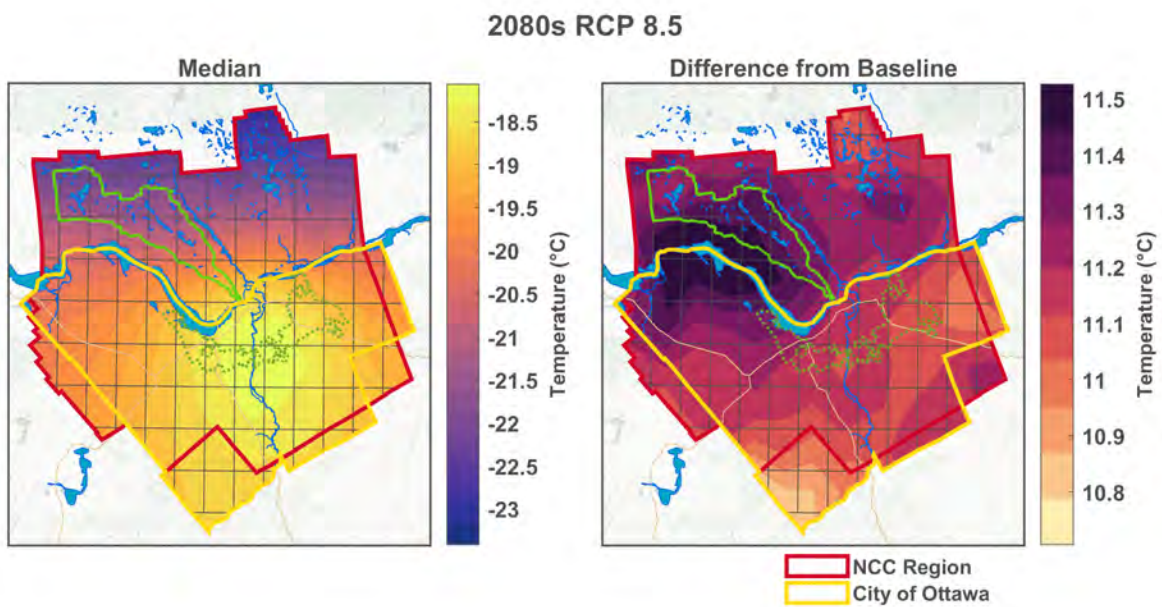 2080s RCP 8.5
Median
-18.5
-19
-19.5
-20
-20.5
-21
-21.5
-22
-22.5
-23
Temperature (°C)
Difference from Baseline
11.5
11.4
11.3
11.2
11.1
11
10.9
10.8
Temperature (°C)
NCC Region
City of Ottawa